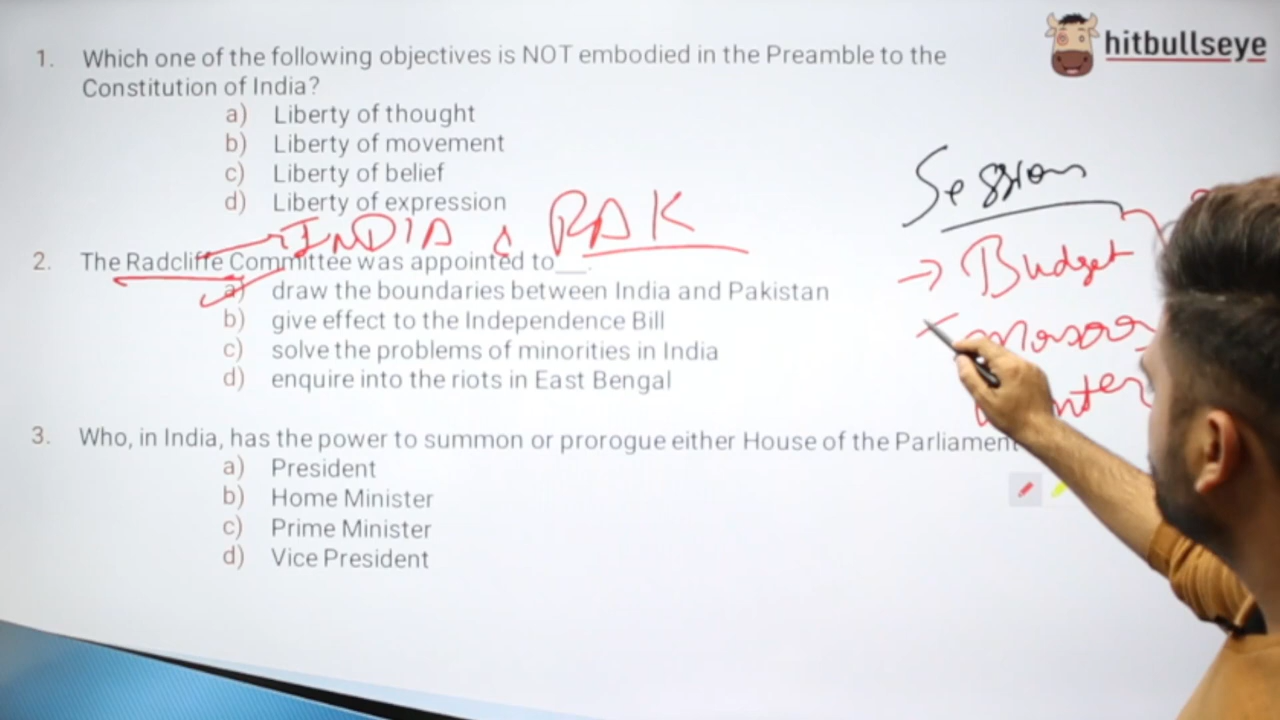 hitbullseye
1. Which one of the following objectives is NOT embodied in the Preamble to the
Constitution of India?
a) Liberty of thought
b) Liberty of movement
c) Liberty of belief
d) Liberty of expression
INDIA & PAK
2. The Radcliffe Committee was appointed to___.
a) draw the boundaries between India and Pakistan
b) give effect to the Independence Bill
c) solve the problems of minorities in India
d) enquire into the riots in East Bengal
3. Who, in India, has the power to summon or prorogue either House of the Parliament
a) President
b) Home Minister
c) Prime Minister
d) Vice President
Session
→ Budget